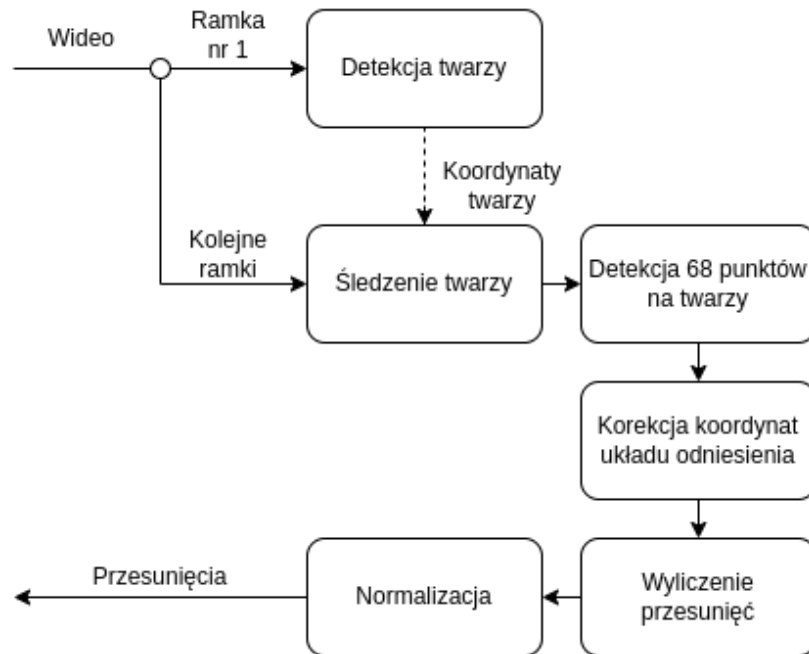 Wideo
Ramka
nr 1
Detekcja twarzy
Koordynaty
twarzy
Kolejne
ramki
Śledzenie twarzy
Detekcja 68 punktów
na twarzy
Korekcja koordynat
układu odniesienia
Wyliczenie
przesunięć
Normalizacja
Przesunięcia